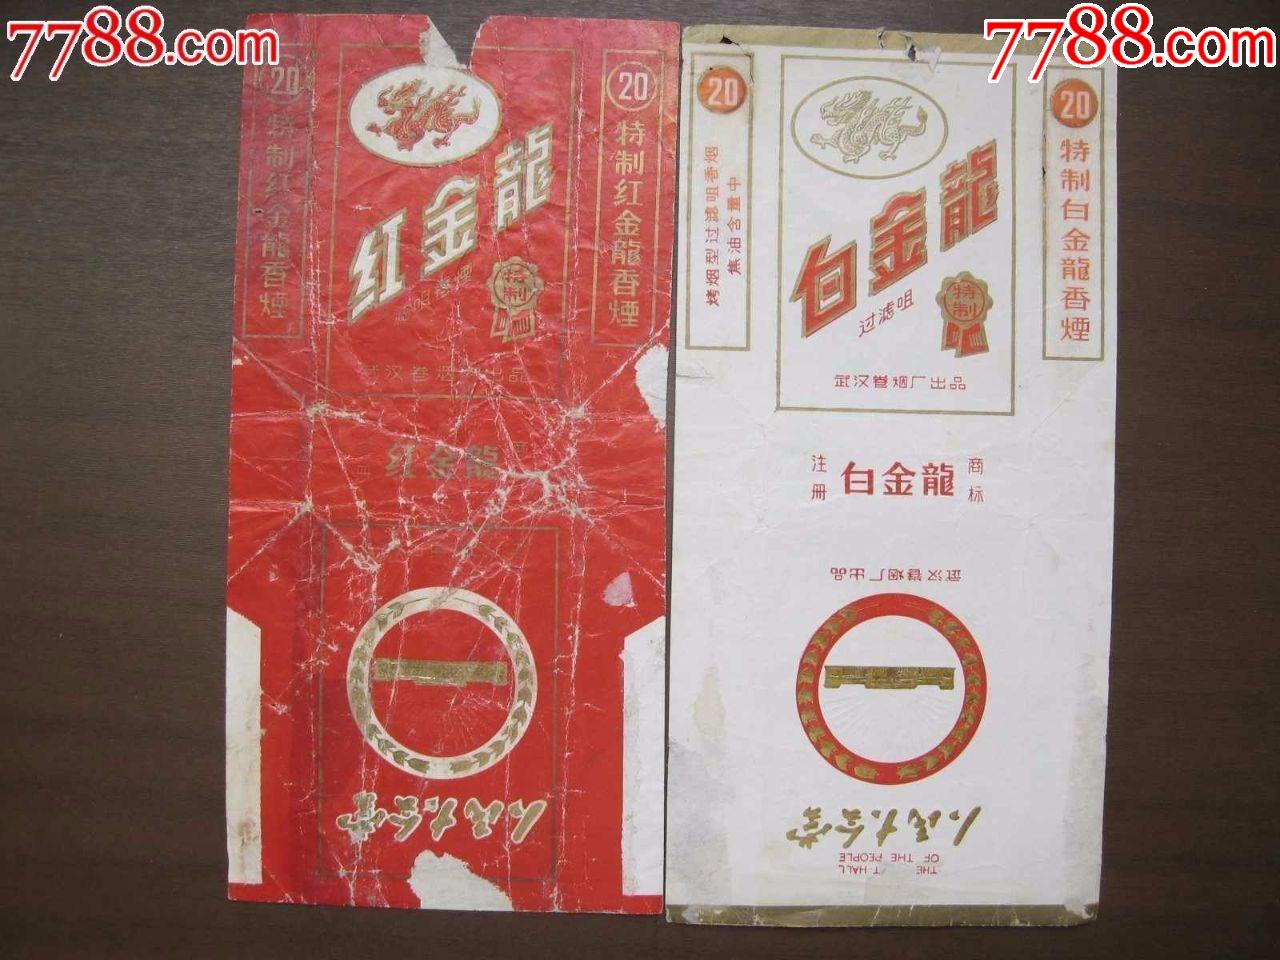 7788.com
7788.com
20
特制红金龍香煙
红金龍
特制
武汉卷烟厂出品
20
特制红金龍香煙
红金龍
人民大会堂
20
烤烟型过滤咀香烟
焦油含量中
白金龍
过滤咀
特制
武汉卷烟厂出品
20
特制白金龍香煙
注册
白金龍
商标
武汉卷烟厂出品
人民大会堂
THE
T HALL
OF THE PEOPLE